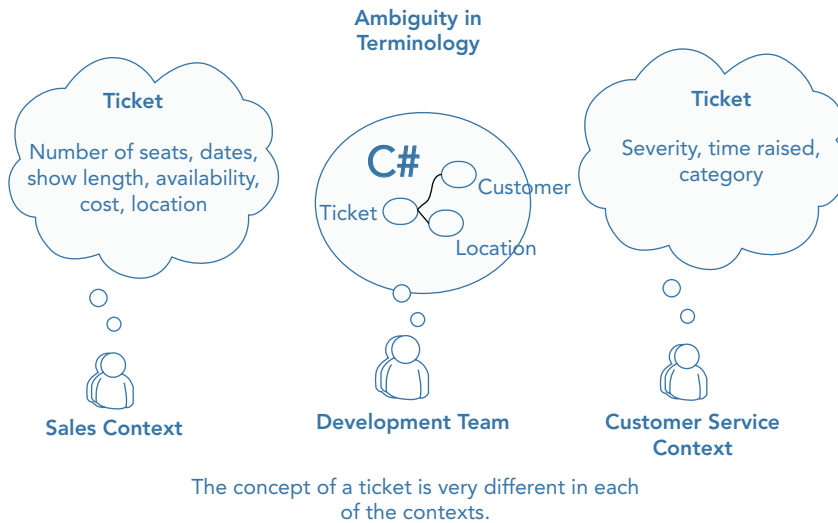 Ambiguity in
Terminology
Ticket
Number of seats, dates,
show length, availability,
cost, location
C#
Customer
Ticket
Location
Ticket
Severity, time raised,
category
Sales Context
Development Team
Customer Service
Context
The concept of a ticket is very different in each
of the contexts.